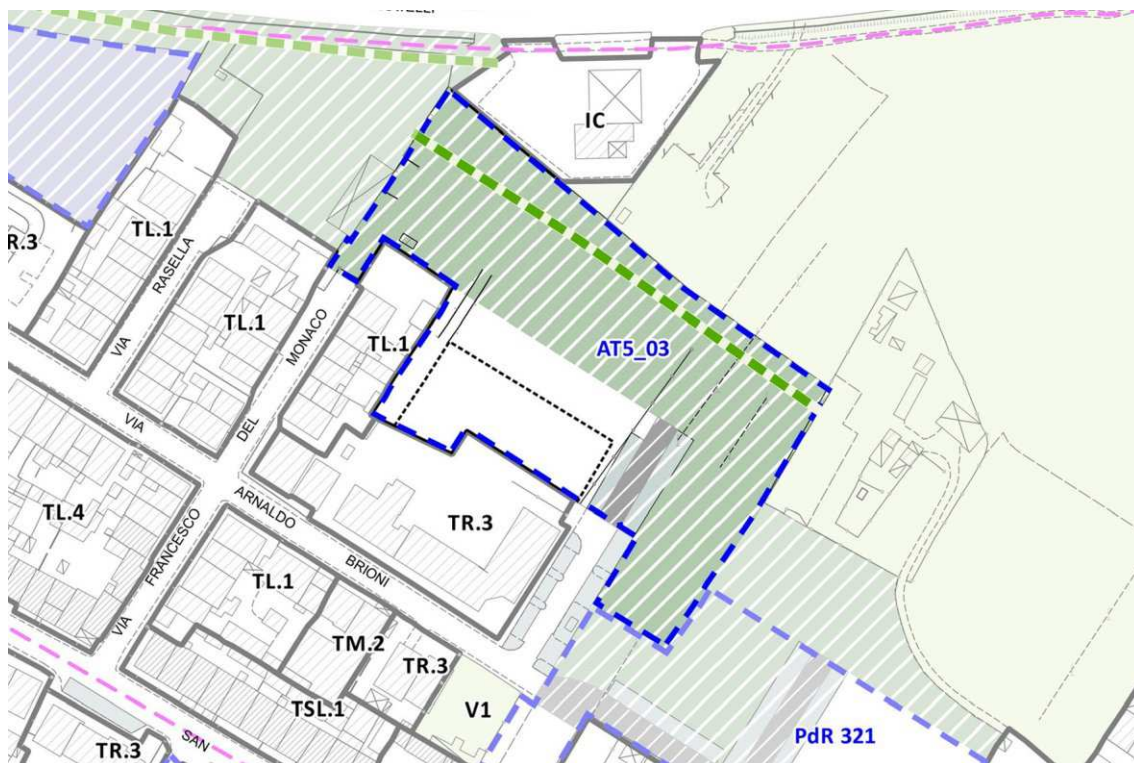 IC
TL.1
R.3
VIA
RASELLA
TL.1
MONACO
TL.1
AT5_03
VIA
DEL
TL.4
ARNALDO
TR.3
FRANCESCO
BRIONI
TL.1
VIA
TM.2
TR.3
TSL.1
V1
SAN
PdR 321
TR.3